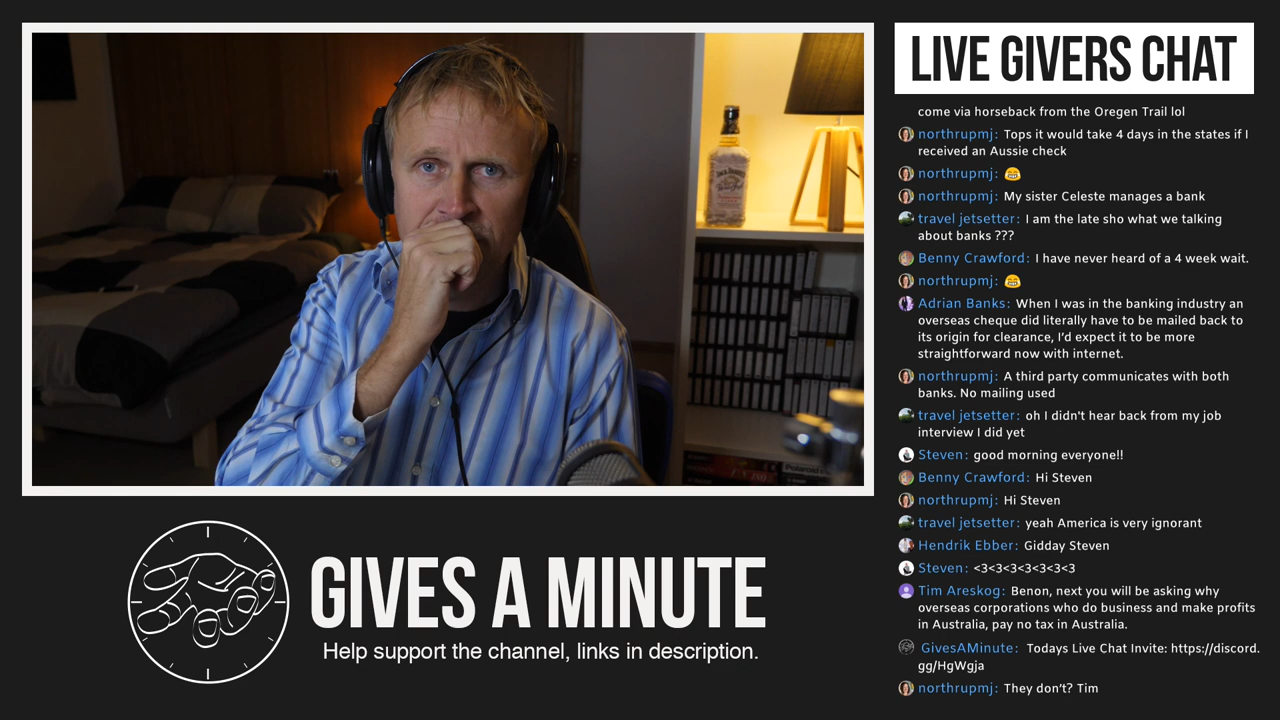 LIVE GIVERS CHAT
come via horseback from the Oregen Trail lol
northrupmj: Tops it would take 4 days in the states if I
received an Aussie check
northrupmj: 😂
northrupmj: My sister Celeste manages a bank
travel jetsetter: I am the late sho what we talking
about banks ???
Benny Crawford: I have never heard of a 4 week wait.
northrupmj: 😂
Adrian Banks: When I was in the banking industry an
overseas cheque did literally have to be mailed back to
its origin for clearance, I'd expect it to be more
straightforward now with internet.
northrupmj: A third party communicates with both
banks. No mailing used
travel jetsetter: oh I didn't hear back from my job
interview I did yet
Steven: good morning everyone!!
Benny Crawford: Hi Steven
northrupmj: Hi Steven
travel jetsetter: yeah America is very ignorant
Hendrik Ebber: Gidday Steven
Steven: <3<3<3<3<3<3<3
Tim Areskog: Benon, next you will be asking why
overseas corporations who do business and make profits
in Australia, pay no tax in Australia.
GivesAMinute: Todays Live Chat Invite: https://discord.
gg/HgWgja
northrupmj: They don't? Tim
GIVES A MINUTE
Help support the channel, links in description.
JACK DANIEL'S
Polaroid